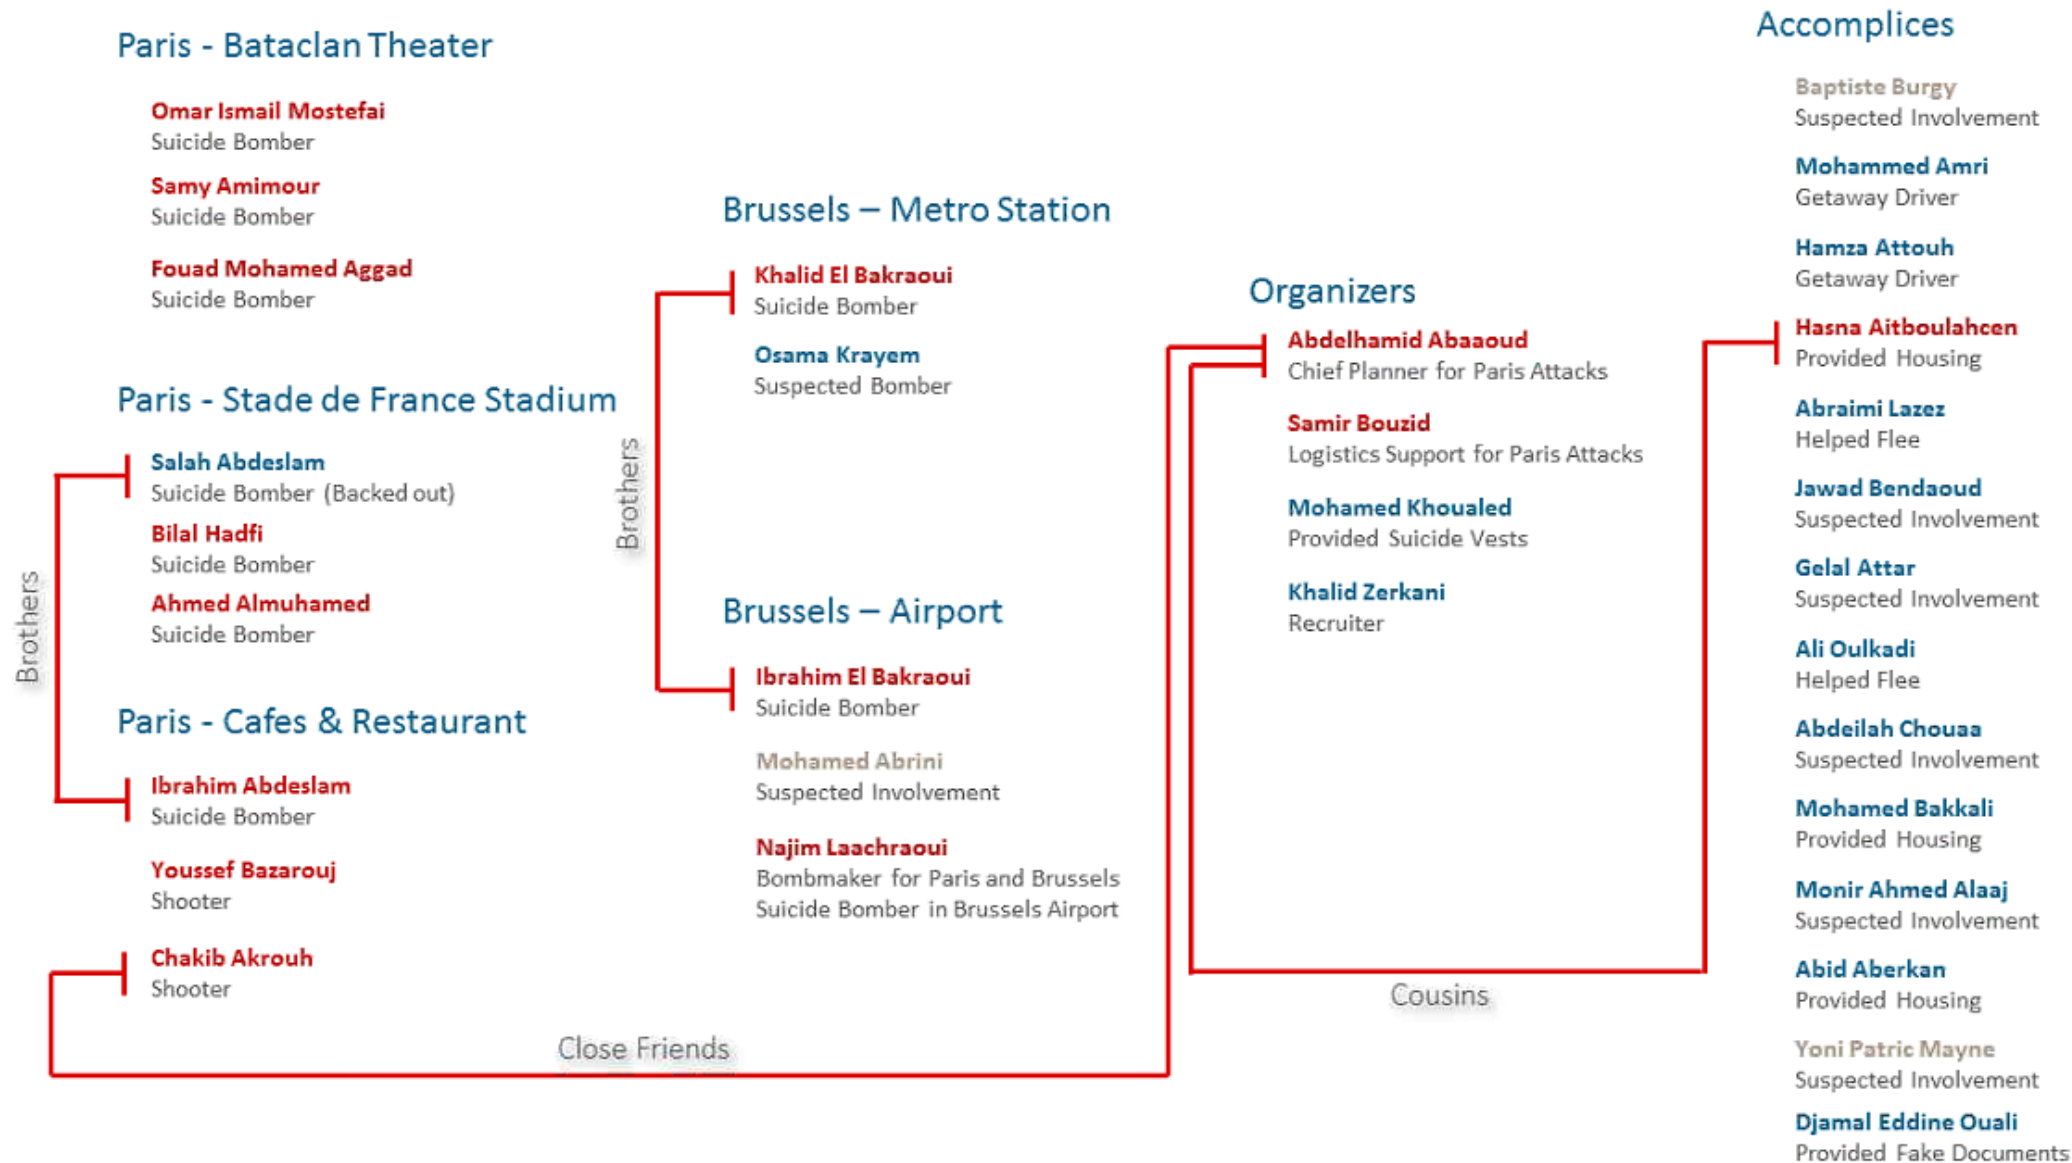 Paris - Bataclan Theater
Omar Ismail Mostefai
Suicide Bomber
Samy Amimour
Suicide Bomber
Fouad Mohamed Aggad
Suicide Bomber
Paris - Stade de France Stadium
Salah Abdeslam
Suicide Bomber (Backed out)
Bilal Hadfi
Suicide Bomber
Ahmed Almuhamed
Suicide Bomber
Brothers
Paris - Cafes & Restaurant
Ibrahim Abdeslam
Suicide Bomber
Youssef Bazarouj
Shooter
Chakib Akrouh
Shooter
Close Friends
Brussels – Metro Station
Khalid El Bakraoui
Suicide Bomber
Osama Krayem
Suspected Bomber
Brothers
Brussels – Airport
Ibrahim El Bakraoui
Suicide Bomber
Mohamed Abrini
Suspected Involvement
Najim Laachraoui
Bombmaker for Paris and Brussels
Suicide Bomber in Brussels Airport
Organizers
Abdelhamid Abaaoud
Chief Planner for Paris Attacks
Samir Bouzid
Logistics Support for Paris Attacks
Mohamed Khoualed
Provided Suicide Vests
Khalid Zerkani
Recruiter
Cousins
Accomplices
Baptiste Burgy
Suspected Involvement
Mohammed Amri
Getaway Driver
Hamza Attouh
Getaway Driver
Hasna Aitboulahcen
Provided Housing
Abraimi Lazez
Helped Flee
Jawad Bendaoud
Suspected Involvement
Gelal Attar
Suspected Involvement
Ali Oulkadi
Helped Flee
Abdeilah Chouaa
Suspected Involvement
Mohamed Bakkali
Provided Housing
Monir Ahmed Alaaj
Suspected Involvement
Abid Aberkan
Provided Housing
Yoni Patric Mayne
Suspected Involvement
Djamal Eddine Ouali
Provided Fake Documents